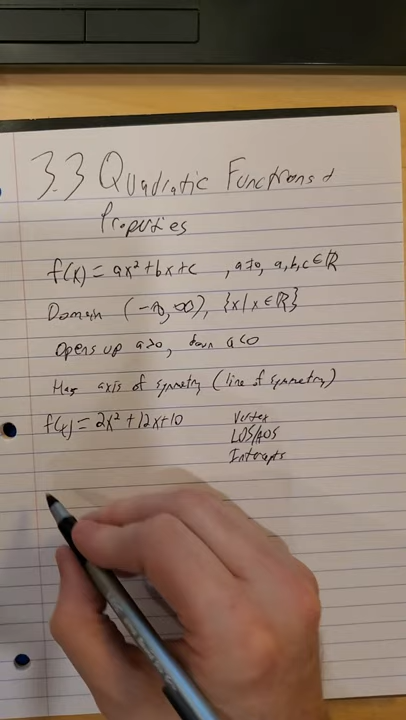 3.3 Quadratic Functions +
Properties
f(x) = ax² + bx + c , a≠0, a,b,c ∈ ℝ
Domain (-∞, ∞), {x | x ∈ ℝ}
Opens up a>0, down a<0
Has axis of symmetry (line of symmetry)
f(x) = 2x² + 12x + 10
Vertex
LOS/AOS
Intercepts